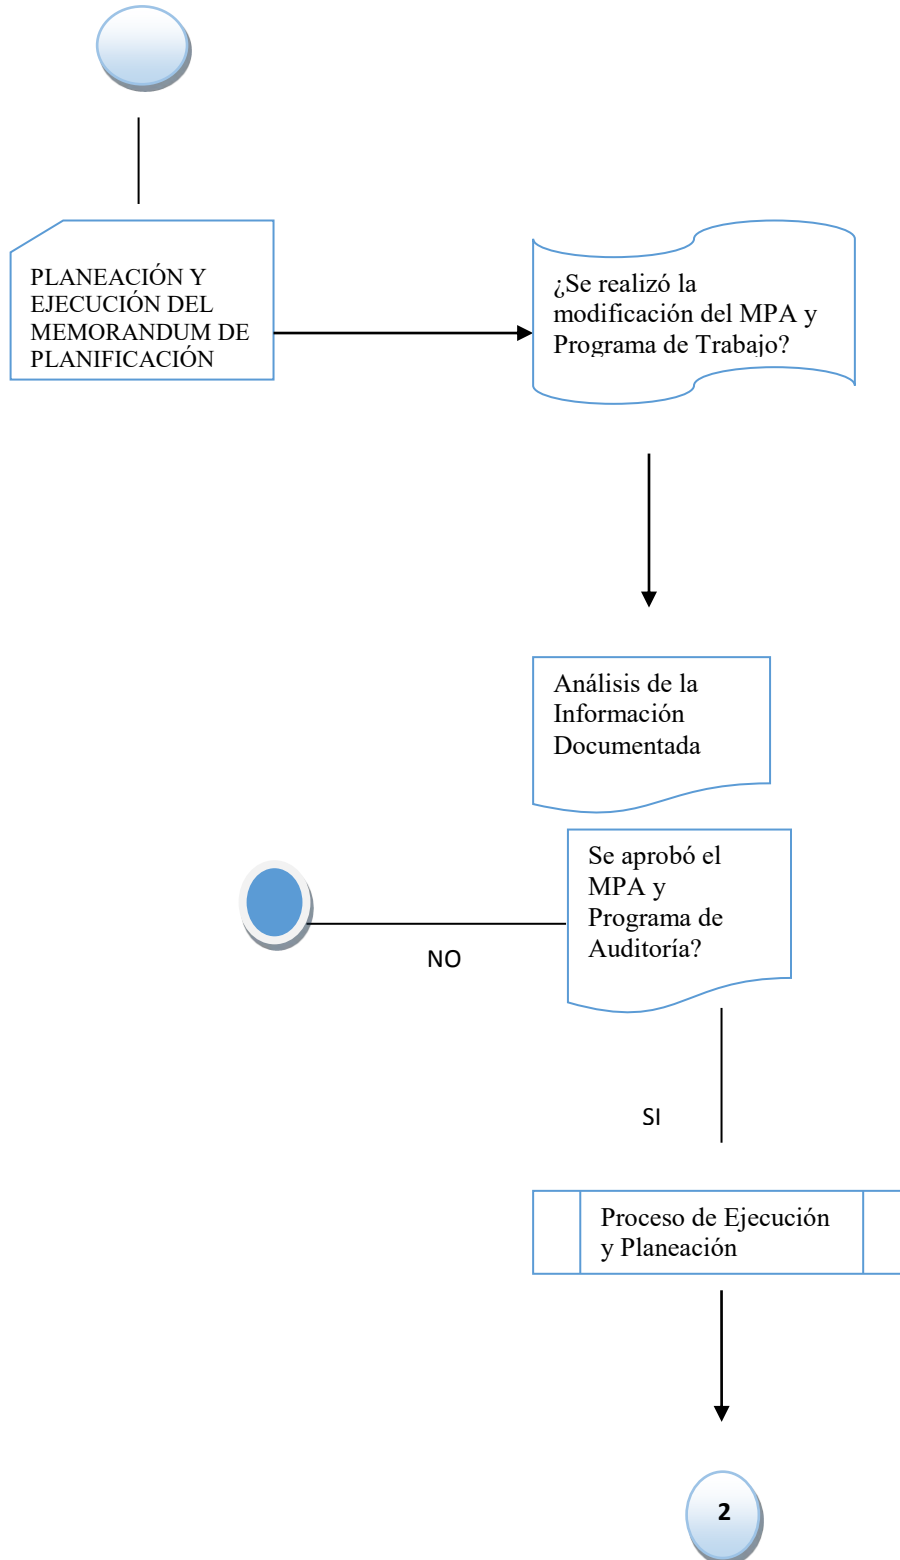 PLANEACIÓN Y
EJECUCIÓN DEL
MEMORANDUM DE
PLANIFICACIÓN
¿Se realizó la
modificación del MPA y
Programa de Trabajo?
Análisis de la
Información
Documentada
Se aprobó el
MPA y
Programa de
Auditoría?
NO
SI
Proceso de Ejecución
y Planeación
2